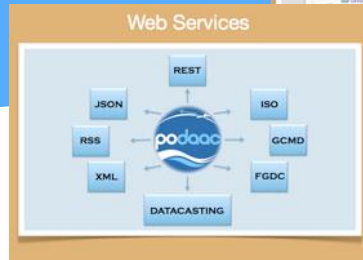 Web Services
REST
JSON
ISO
RSS
podaac
GCMD
XML
FGDC
DATACASTING